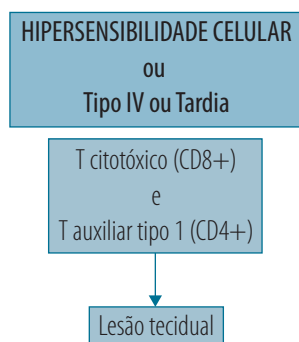 HIPERSENSIBILIDADE CELULAR
ou
Tipo IV ou Tardia
T citotóxico (CD8+)
e
T auxiliar tipo 1 (CD4+)
Lesão tecidual